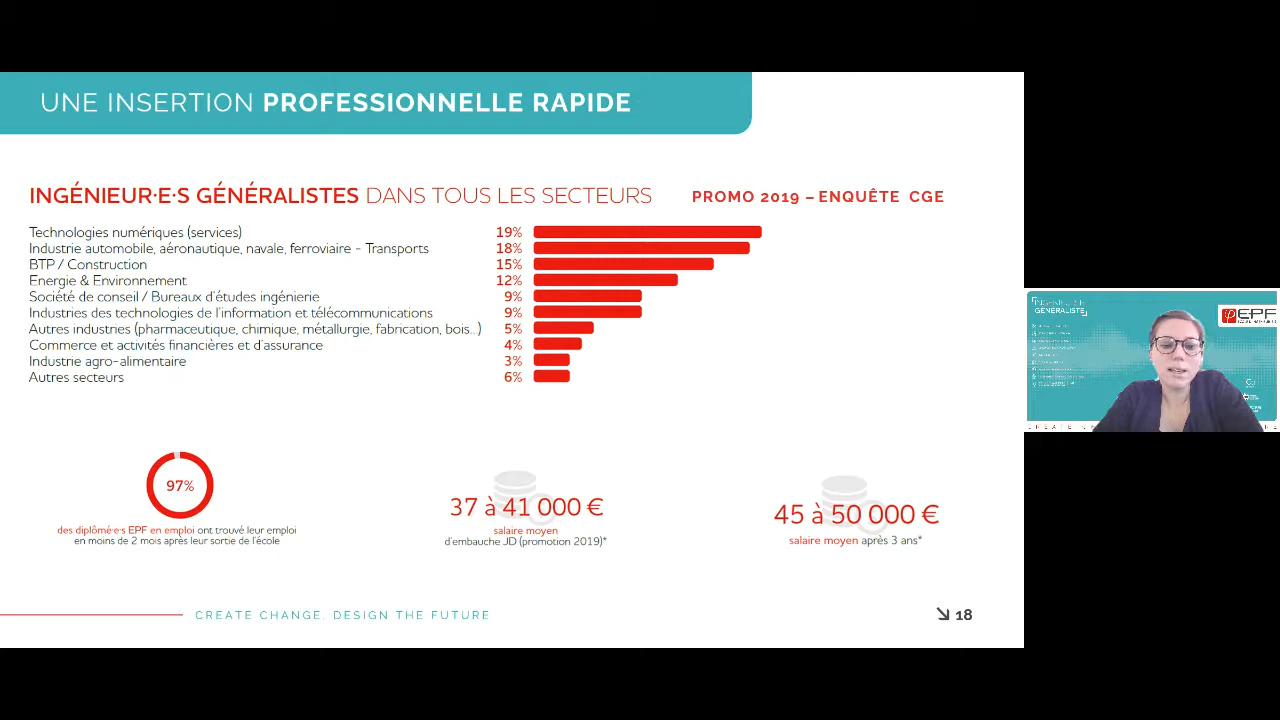 UNE INSERTION PROFESSIONNELLE RAPIDE
INGÉNIEUR·E·S GÉNÉRALISTES DANS TOUS LES SECTEURS
PROMO 2019 – ENQUÊTE CGE
Technologies numériques (services) 19%
Industrie automobile, aéronautique, navale, ferroviaire - Transports 18%
BTP / Construction 15%
Energie & Environnement 12%
Société de conseil / Bureaux d'études ingénierie 9%
Industries des technologies de l'information et télécommunications 9%
Autres industries (pharmaceutique, chimique, métallurgie, fabrication, bois...) 5%
Commerce et activités financières et d'assurance 4%
Industrie agro-alimentaire 3%
Autres secteurs 6%
97%
des diplômé·e·s EPF en emploi ont trouvé leur emploi
en moins de 2 mois après leur sortie de l'école
37 à 41 000 €
salaire moyen
d'embauche JD (promotion 2019)*
45 à 50 000 €
salaire moyen après 3 ans*
CREATE CHANGE. DESIGN THE FUTURE
18
INGÉNIEUR·E
GÉNÉRALISTE
EPF